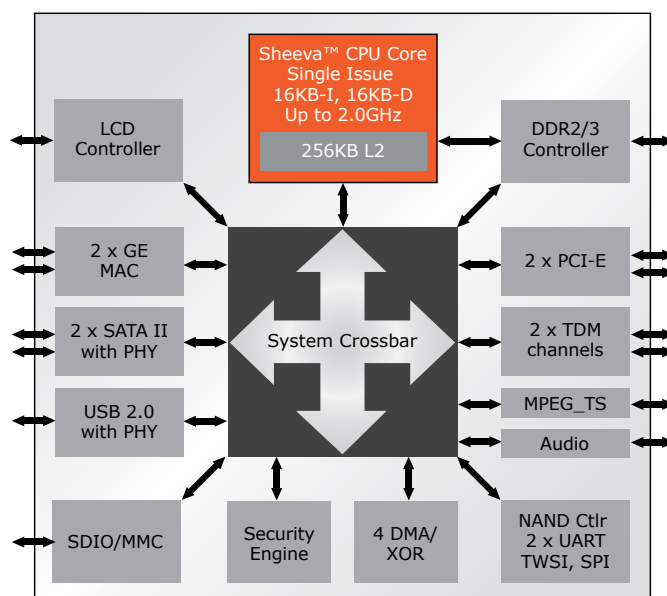 Sheeva™ CPU Core
Single Issue
16KB-I, 16KB-D
Up to 2.0GHz
256KB L2
LCD
Controller
DDR2/3
Controller
2 x GE
MAC
2 x PCI-E
2 x SATA II
with PHY
System Crossbar
2 x TDM
channels
USB 2.0
with PHY
MPEG_TS
Audio
SDIO/MMC
Security
Engine
4 DMA/
XOR
NAND Ctlr
2 x UART
TWSI, SPI